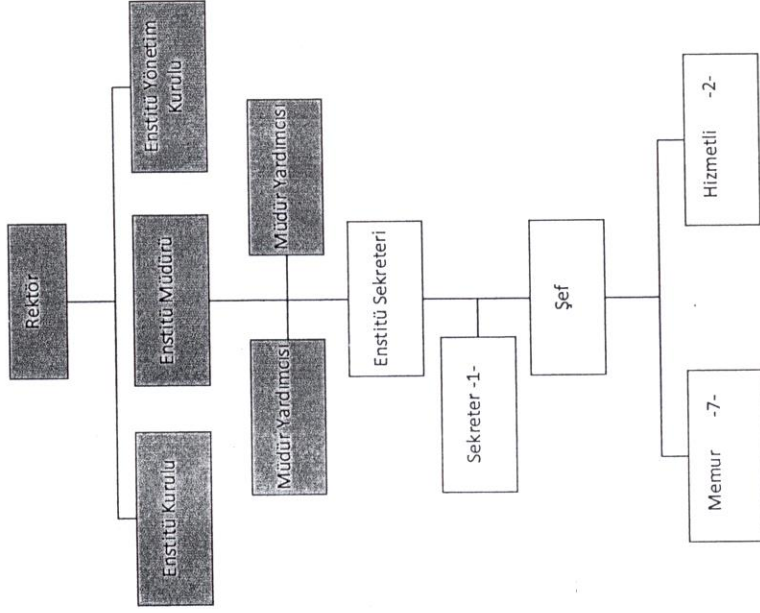 Rektör
Enstitü Kurulu
Enstitü Müdürü
Enstitü Yönetim
Kurulu
Müdür Yardımcısı
Müdür Yardımcısı
Enstitü Sekreteri
Sekreter -1-
Şef
Memur -7-
Hizmetli -2-